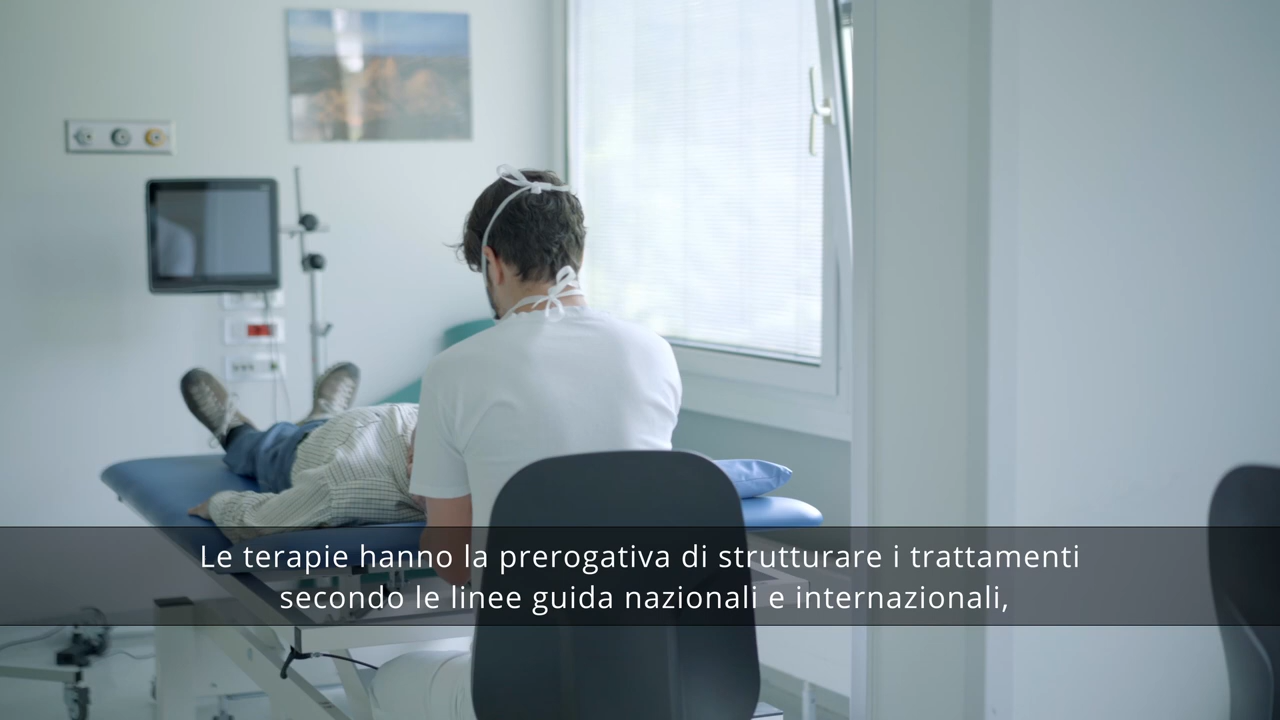 Le terapie hanno la prerogativa di strutturare i trattamenti
secondo le linee guida nazionali e internazionali,